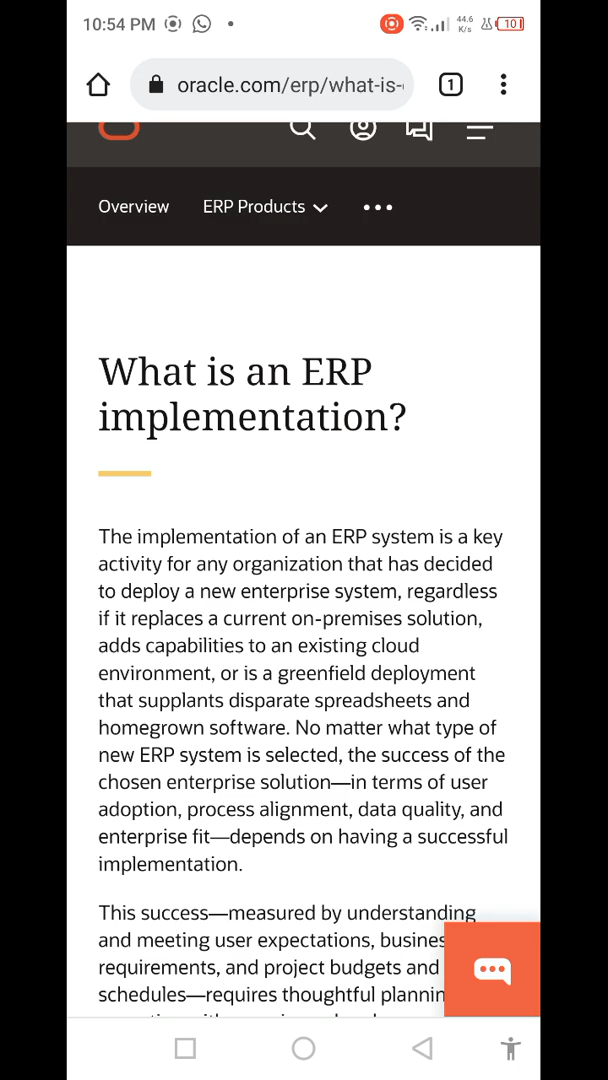 10:54 PM
44.6
K/s
10
oracle.com/erp/what-is-
1
Overview
ERP Products
What is an ERP
implementation?
The implementation of an ERP system is a key
activity for any organization that has decided
to deploy a new enterprise system, regardless
if it replaces a current on-premises solution,
adds capabilities to an existing cloud
environment, or is a greenfield deployment
that supplants disparate spreadsheets and
homegrown software. No matter what type of
new ERP system is selected, the success of the
chosen enterprise solution—in terms of user
adoption, process alignment, data quality, and
enterprise fit—depends on having a successful
implementation.
This success—measured by understanding
and meeting user expectations, busines
requirements, and project budgets and
schedules—requires thoughtful plannin